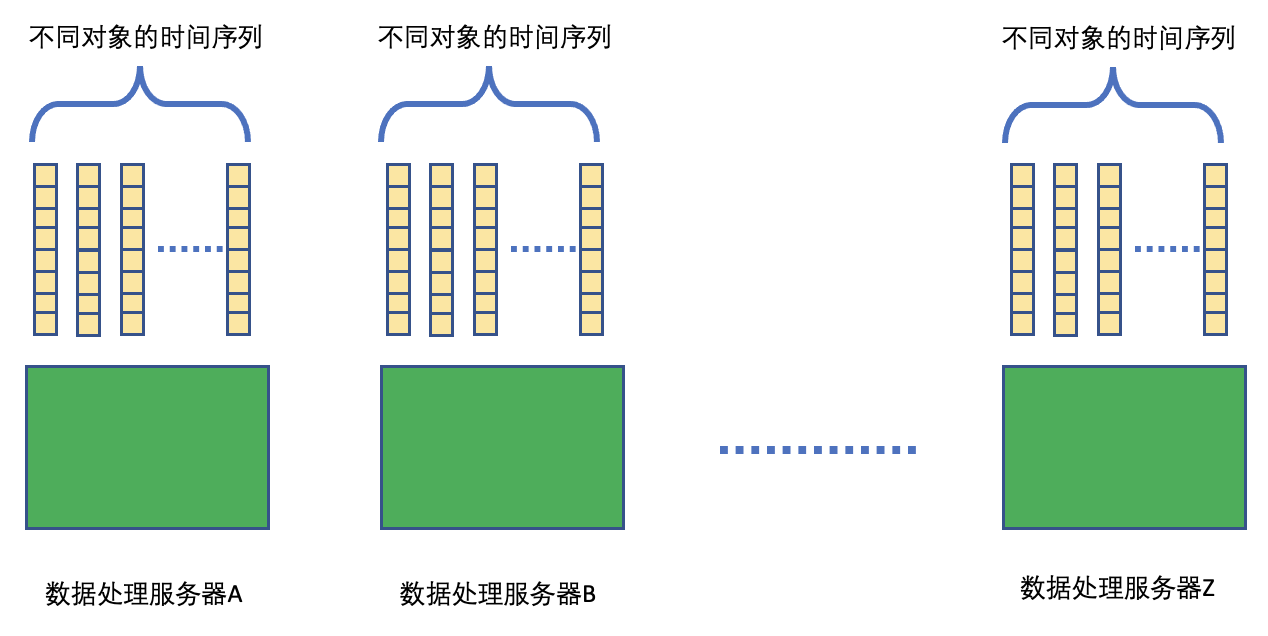 不同对象的时间序列
不同对象的时间序列
不同对象的时间序列
数据处理服务器A
数据处理服务器B
数据处理服务器Z